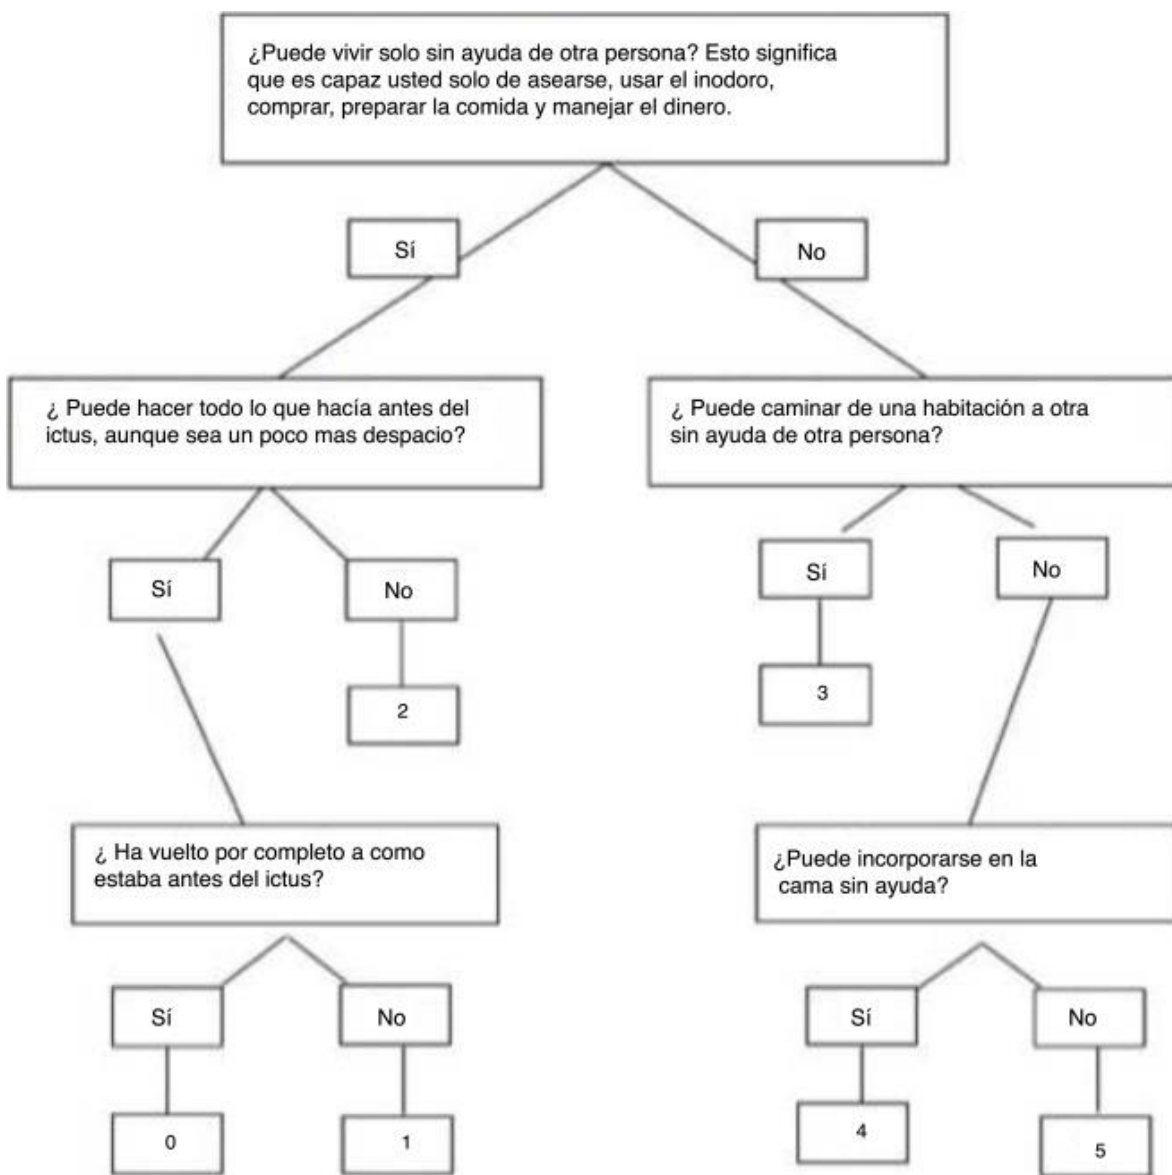 ¿Puede vivir solo sin ayuda de otra persona? Esto significa
que es capaz usted solo de asearse, usar el inodoro,
comprar, preparar la comida y manejar el dinero.
Sí
No
¿ Puede hacer todo lo que hacía antes del
ictus, aunque sea un poco mas despacio?
¿ Puede caminar de una habitación a otra
sin ayuda de otra persona?
Sí
No
Sí
No
2
3
¿ Ha vuelto por completo a como
estaba antes del ictus?
¿Puede incorporarse en la
cama sin ayuda?
Sí
No
Sí
No
0
1
4
5